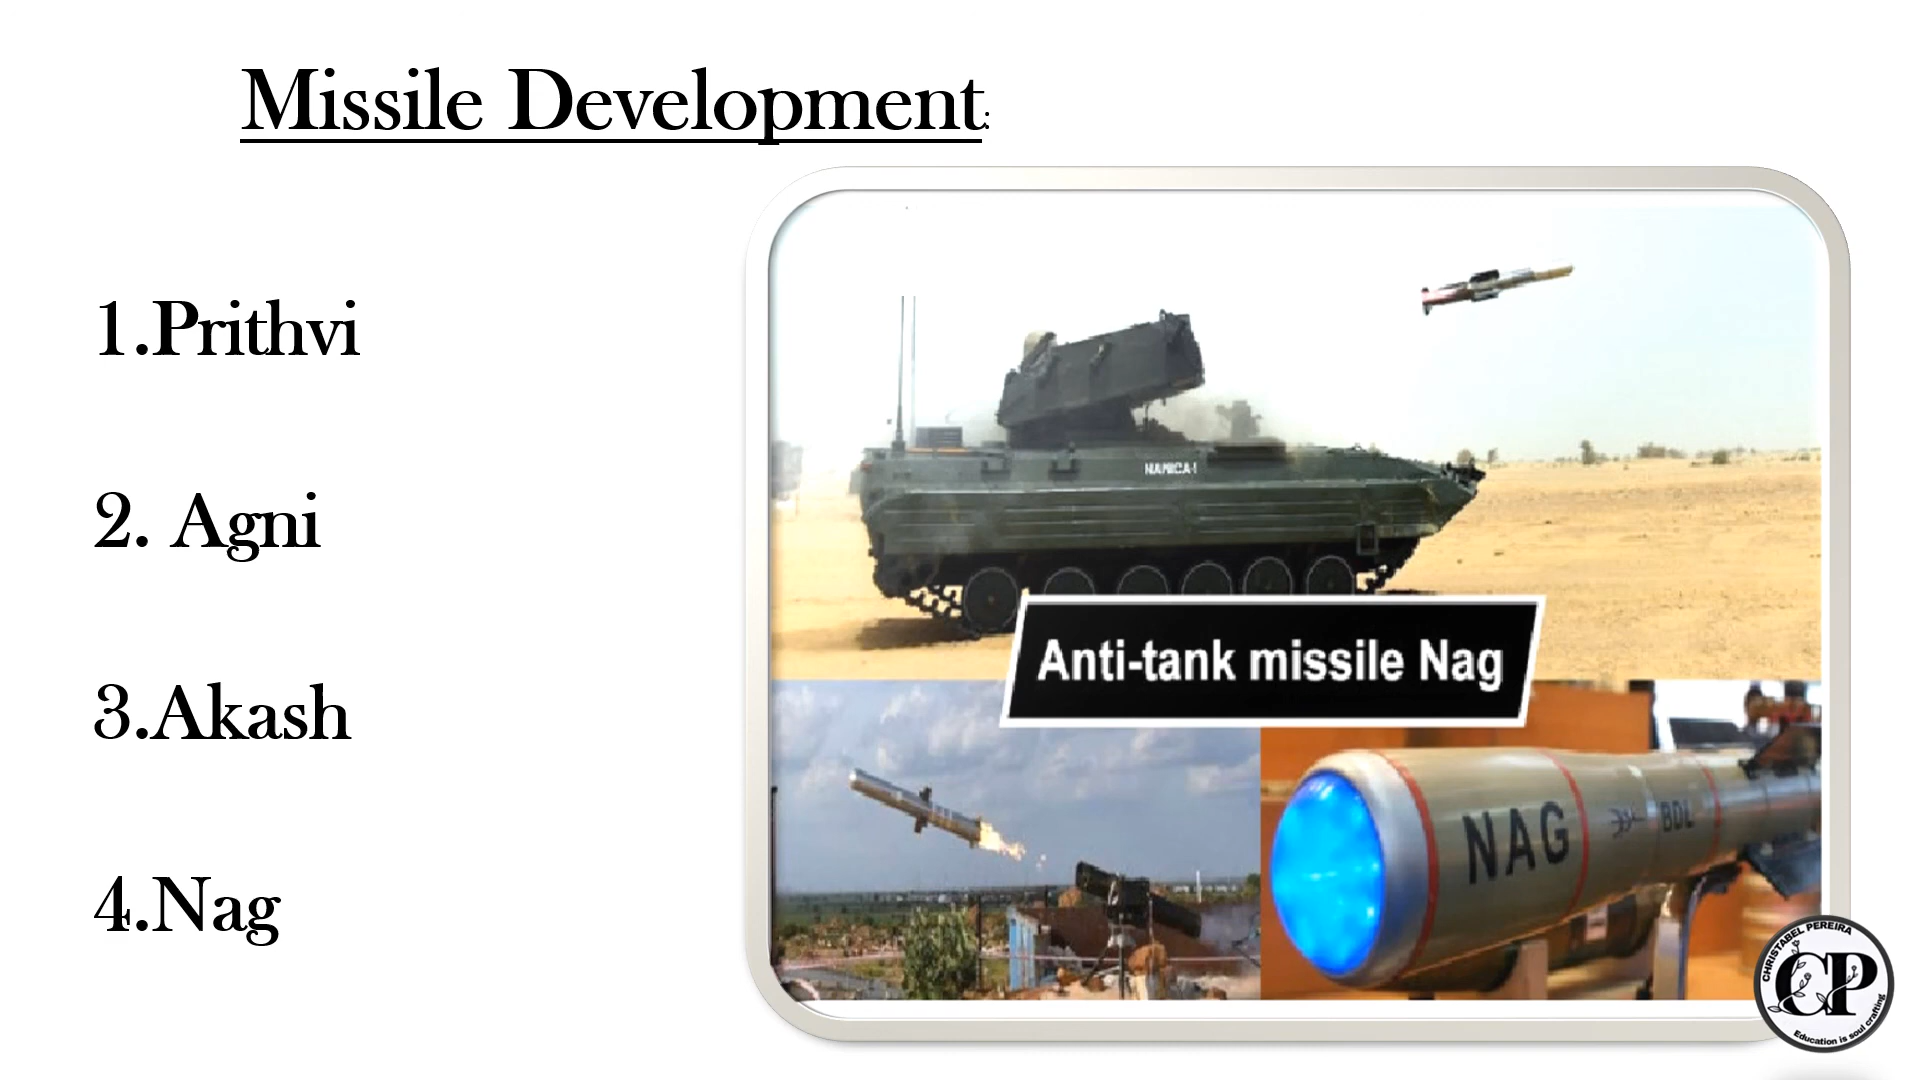 Missile Development:
1.Prithvi
2. Agni
3.Akash
4.Nag
NAMICA-I
Anti-tank missile Nag
NAG
BDL
CHRISTABEL PEREIRA
CP
Education is soul crafting